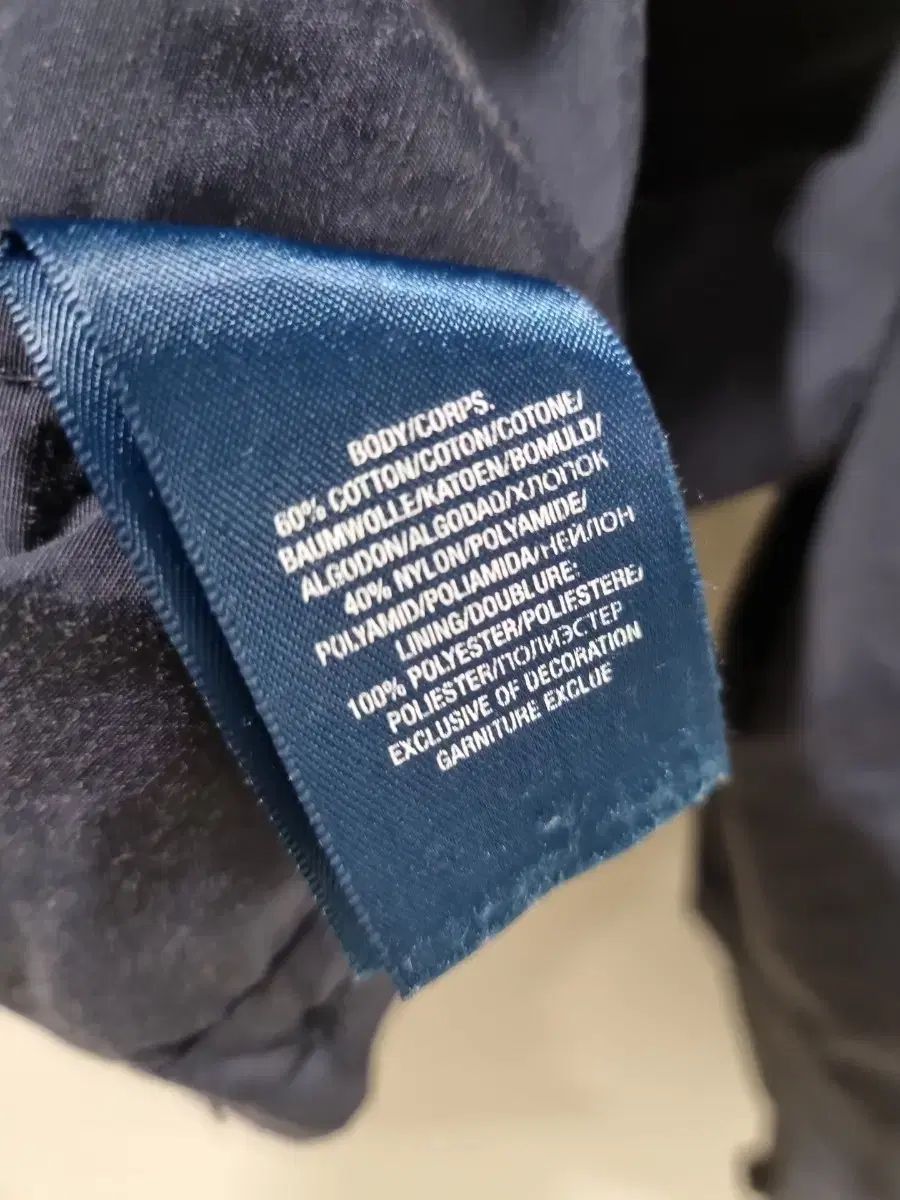 BODY/CORPS:
60% COTTON/COTON/COTONE/
BAUMWOLLE/KATOEN/BOMULD/
ALGODON/ALGODAO/ХЛОПОК
40% NYLON/POLYAMIDE/
POLYAMID/POLIAMIDA/НЕЙЛОН
LINING/DOUBLURE:
100% POLYESTER/POLIESTERE/
POLIESTER/ПОЛИЭСТЕР
EXCLUSIVE OF DECORATION
GARNITURE EXCLUE